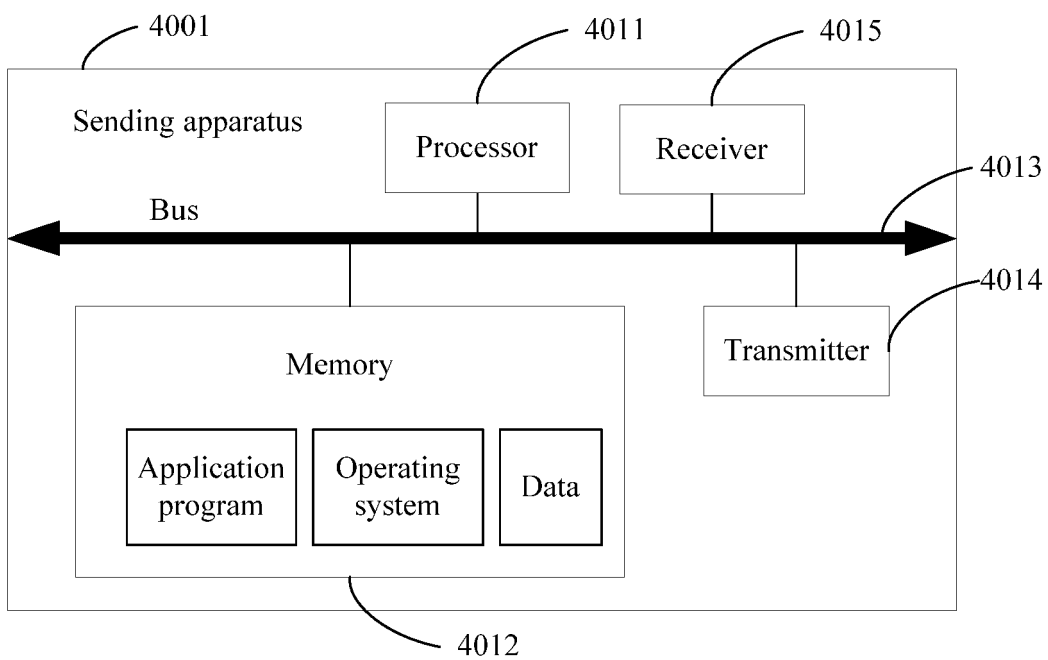 4001
4011
4015
Sending apparatus
Processor
Receiver
4013
Bus
4014
Transmitter
Memory
Application
program
Operating
system
Data
4012